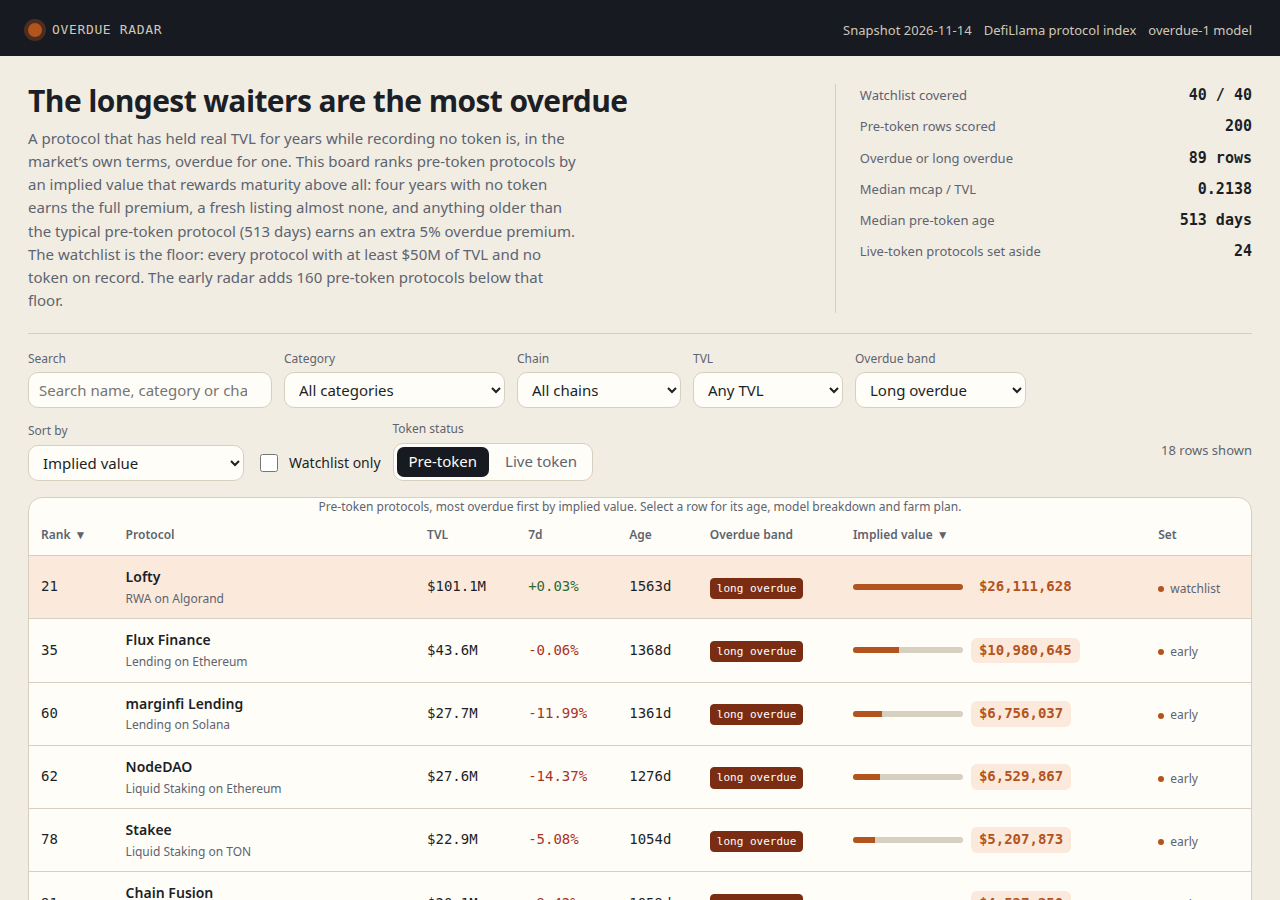 OVERDUE RADAR
Snapshot 2026-11-14 DefiLlama protocol index overdue-1 model
The longest waiters are the most overdue
A protocol that has held real TVL for years while recording no token is, in the
market’s own terms, overdue for one. This board ranks pre-token protocols by
an implied value that rewards maturity above all: four years with no token
earns the full premium, a fresh listing almost none, and anything older than
the typical pre-token protocol (513 days) earns an extra 5% overdue premium.
The watchlist is the floor: every protocol with at least $50M of TVL and no
token on record. The early radar adds 160 pre-token protocols below that
floor.
Watchlist covered 40 / 40
Pre-token rows scored 200
Overdue or long overdue 89 rows
Median mcap / TVL 0.2138
Median pre-token age 513 days
Live-token protocols set aside 24
Search Category Chain TVL Overdue band
Search name, category or cha All categories All chains Any TVL Long overdue
Sort by Token status
Implied value Watchlist only Pre-token Live token 18 rows shown
Pre-token protocols, most overdue first by implied value. Select a row for its age, model breakdown and farm plan.
Rank ▼ Protocol TVL 7d Age Overdue band Implied value ▼ Set
21 Lofty $101.1M +0.03% 1563d long overdue $26,111,628 watchlist
RWA on Algorand
35 Flux Finance $43.6M -0.06% 1368d long overdue $10,980,645 early
Lending on Ethereum
60 marginfi Lending $27.7M -11.99% 1361d long overdue $6,756,037 early
Lending on Solana
62 NodeDAO $27.6M -14.37% 1276d long overdue $6,529,867 early
Liquid Staking on Ethereum
78 Stakee $22.9M -5.08% 1054d long overdue $5,207,873 early
Liquid Staking on TON
Chain Fusion